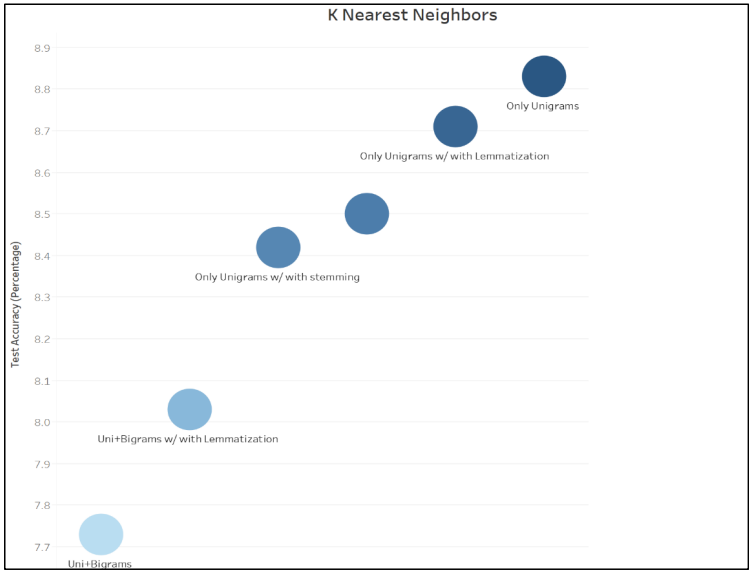 K Nearest Neighbors
8.9
8.8
Only Unigrams
8.7
Only Unigrams w/ with Lemmatization
8.6
8.5
8.4
Only Unigrams w/ with stemming
8.3
8.2
8.1
8.0
Uni+Bigrams w/ with Lemmatization
7.9
7.8
7.7
Uni+Bigrams
Test Accuracy (Percentage)